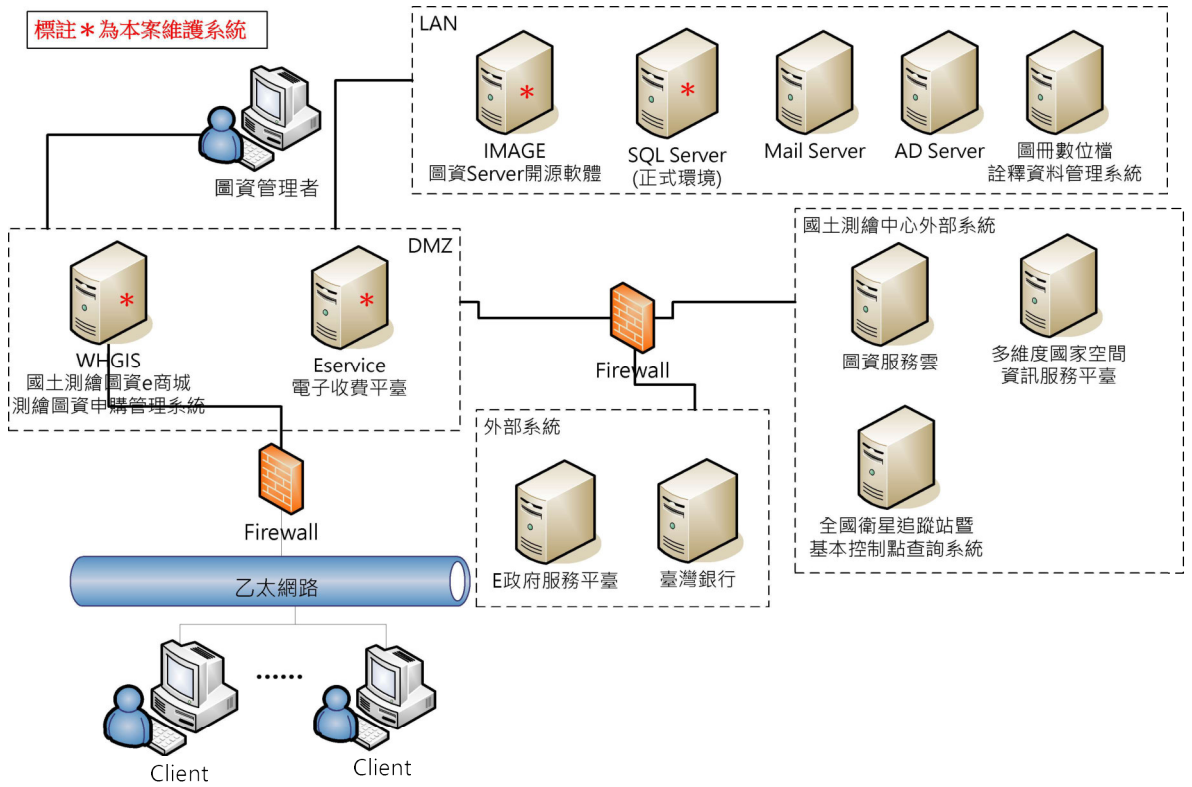 標註＊為本案維護系統
LAN
*
IMAGE
圖資Server開源軟體
*
SQL Server
(正式環境)
Mail Server
AD Server
圖冊數位檔
詮釋資料管理系統
圖資管理者
DMZ
*
WHGIS
國土測繪圖資e商城
測繪圖資申購管理系統
*
Eservice
電子收費平臺
Firewall
國土測繪中心外部系統
圖資服務雲
多維度國家空間
資訊服務平臺
全國衛星追蹤站暨
基本控制點查詢系統
外部系統
E政府服務平臺
臺灣銀行
Firewall
乙太網路
......
Client
Client